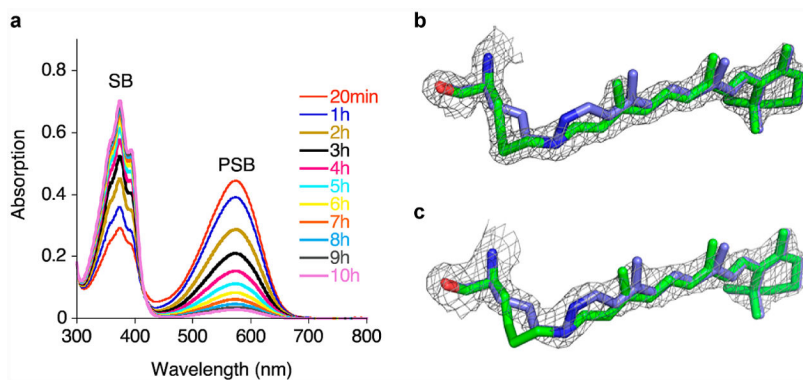 a
b
0.8
0.6
0.4
0.2
0
Absorption
SB
PSB
20min
1h
2h
3h
4h
5h
6h
7h
8h
9h
10h
300 400 500 600 700 800
Wavelength (nm)
c